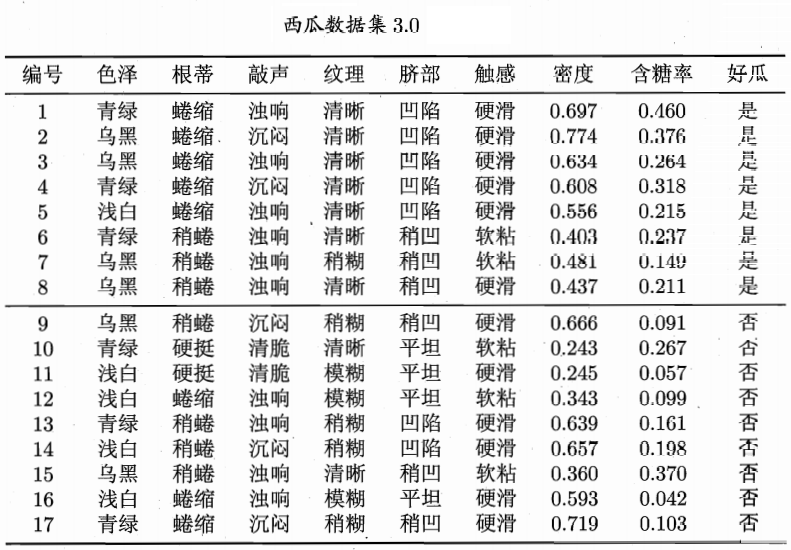 西瓜数据集 3.0
编号 色泽 根蒂 敲声 纹理 脐部 触感 密度 含糖率 好瓜
1 青绿 蜷缩 浊响 清晰 凹陷 硬滑 0.697 0.460 是
2 乌黑 蜷缩 沉闷 清晰 凹陷 硬滑 0.774 0.376 是
3 乌黑 蜷缩 浊响 清晰 凹陷 硬滑 0.634 0.264 是
4 青绿 蜷缩 沉闷 清晰 凹陷 硬滑 0.608 0.318 是
5 浅白 蜷缩 浊响 清晰 凹陷 硬滑 0.556 0.215 是
6 青绿 稍蜷 浊响 清晰 稍凹 软粘 0.403 0.237 是
7 乌黑 稍蜷 浊响 稍糊 稍凹 软粘 0.481 0.149 是
8 乌黑 稍蜷 浊响 清晰 稍凹 硬滑 0.437 0.211 是
9 乌黑 稍蜷 沉闷 稍糊 稍凹 硬滑 0.666 0.091 否
10 青绿 硬挺 清脆 清晰 平坦 软粘 0.243 0.267 否
11 浅白 硬挺 清脆 模糊 平坦 硬滑 0.245 0.057 否
12 浅白 蜷缩 浊响 模糊 平坦 软粘 0.343 0.099 否
13 青绿 稍蜷 浊响 稍糊 凹陷 硬滑 0.639 0.161 否
14 浅白 稍蜷 沉闷 稍糊 凹陷 硬滑 0.657 0.198 否
15 乌黑 稍蜷 浊响 清晰 稍凹 软粘 0.360 0.370 否
16 浅白 蜷缩 浊响 模糊 平坦 硬滑 0.593 0.042 否
17 青绿 蜷缩 沉闷 稍糊 稍凹 硬滑 0.719 0.103 否